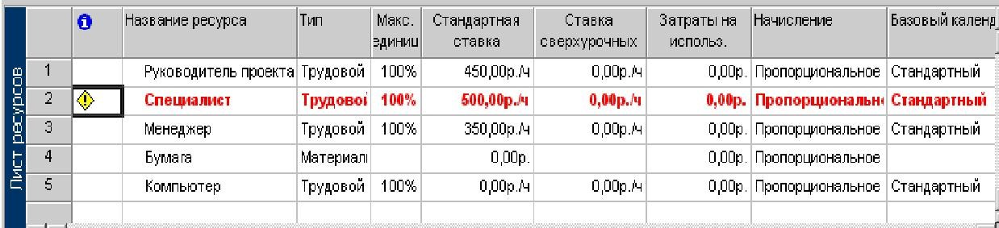 Лист ресурсов
Название ресурса Тип Макс. единиц Стандартная ставка Ставка сверхурочных Затраты на использ. Начисление Базовый календ
1 Руководитель проекта Трудовой 100% 450,00р./ч 0,00р./ч 0,00р. Пропорциональное Стандартный
2 Специалист Трудовой 100% 500,00р./ч 0,00р./ч 0,00р. Пропорциональн Стандартный
3 Менеджер Трудовой 100% 350,00р./ч 0,00р./ч 0,00р. Пропорциональное Стандартный
4 Бумага Материал 0,00р. 0,00р. Пропорциональное
5 Компьютер Трудовой 100% 0,00р./ч 0,00р./ч 0,00р. Пропорциональное Стандартный